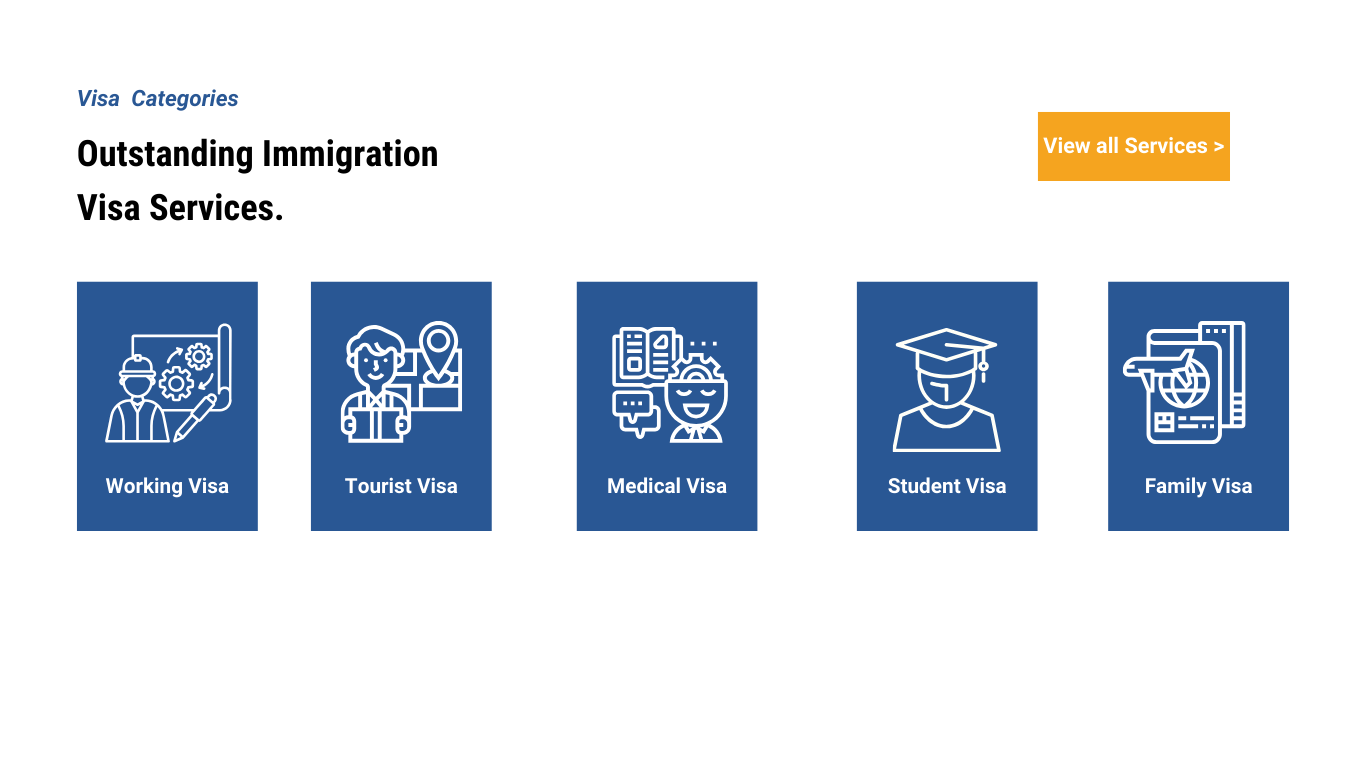 Visa  Categories
Outstanding Immigration
Visa Services.
View all Services >
Working Visa
Tourist Visa
Medical Visa
Student Visa
Family Visa